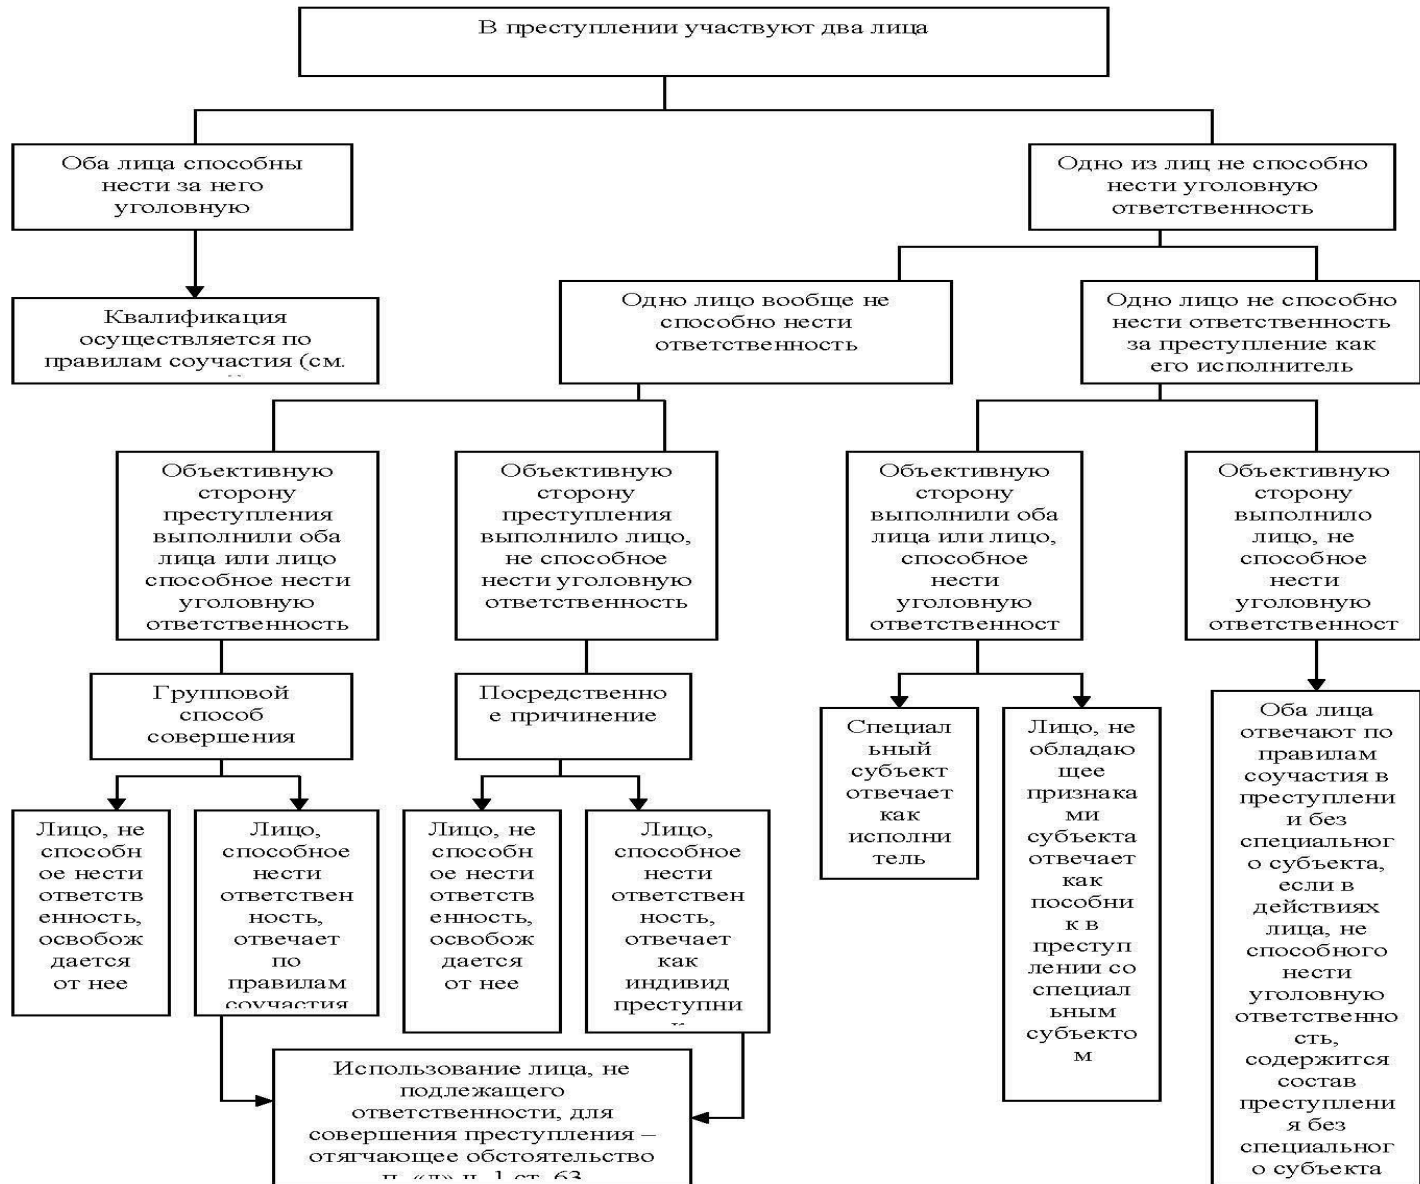 В преступлении участвуют два лица
Оба лица способны
нести за него
уголовную
Одно из лиц не способно
нести уголовную
ответственность
Квалификация
осуществляется по
правилам соучастия (см.
Одно лицо вообще не
способно нести
ответственность
Одно лицо не способно
нести ответственность
за преступление как
его исполнитель
Объективную
сторону
преступления
выполнили оба
лица или лицо
способное нести
уголовную
ответственность
Объективную
сторону
преступления
выполнило лицо,
не способное
нести уголовную
ответственность
Объективную
сторону
выполнили оба
лица или лицо,
способное
нести
уголовную
ответственност
Объективную
сторону
выполнило
лицо, не
способное
нести
уголовную
ответственност
Групповой
способ
совершения
Посредственно
е причинение
Специал
ьный
субъект
отвечает
как
исполни
тель
Лицо, не
обладаю
щее
признака
ми
субъекта
отвечает
как
пособни
к в
преступ
лении со
специал
ьным
субъекто
м
Оба лица
отвечают по
правилам
соучастия в
преступлени
и без
специальног
о субъекта,
если в
действиях
лица, не
способного
нести
уголовную
ответственно
сть,
содержится
состав
преступлени
я без
специальног
о субъекта
Лицо, не
способн
ое нести
ответств
енность,
освобож
дается
от нее
Лицо,
способное
нести
ответствен
ность,
отвечает
по
правилам
соучастия
Лицо, не
способн
ое нести
ответств
енность,
освобож
дается
от нее
Лицо,
способное
нести
ответствен
ность,
отвечает
как
индивид
преступни
к
Использование лица, не
подлежащего
ответственности, для
совершения преступления –
отягчающее обстоятельство
п. «д» ч. 1 ст. 63